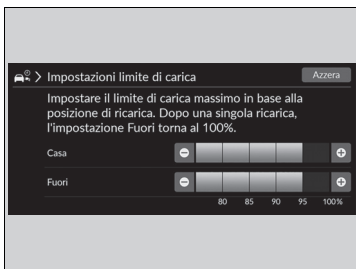 Impostazioni limite di carica
Azzera
Impostare il limite di carica massimo in base alla
posizione di ricarica. Dopo una singola ricarica,
l'impostazione Fuori torna al 100%.
Casa
Fuori
80 85 90 95 100%